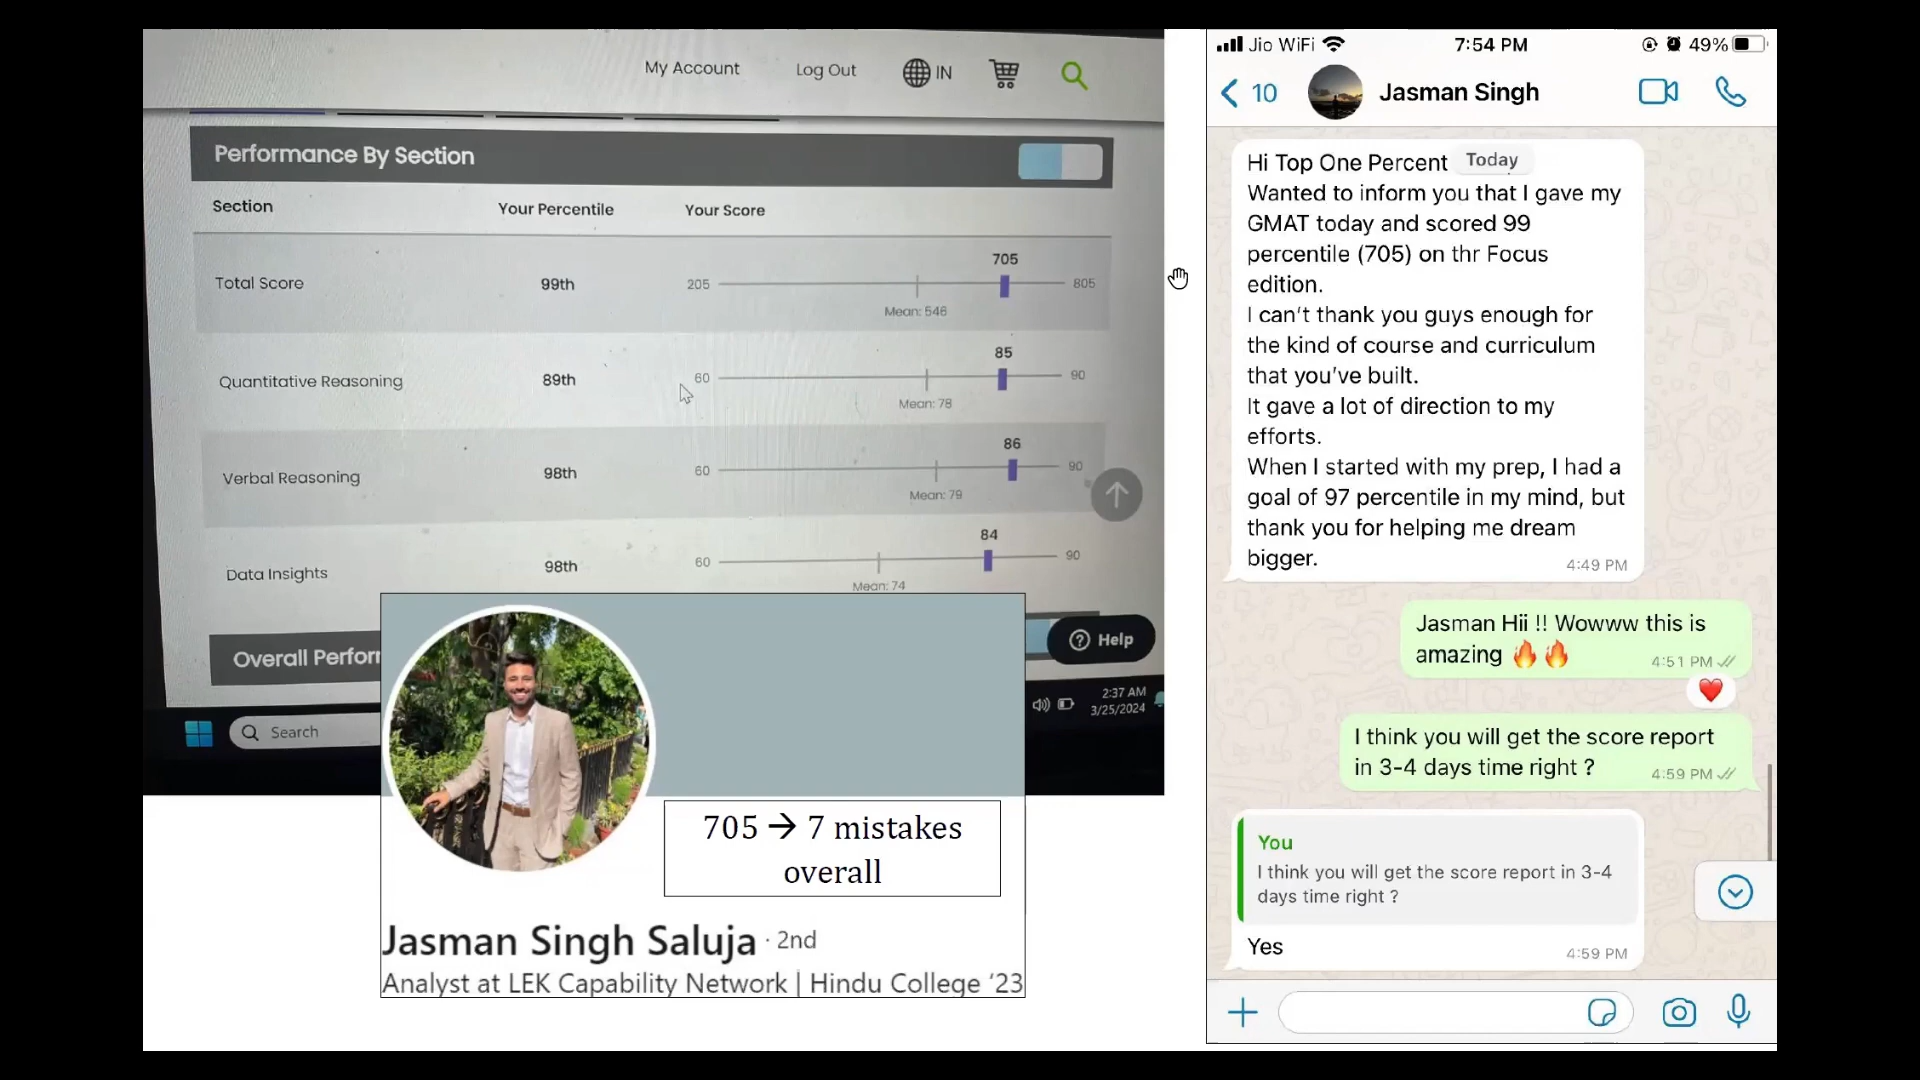 My Account
Log Out
IN
Performance By Section
Section
Your Percentile
Your Score
Total Score
99th
205
705
805
Mean: 546
Quantitative Reasoning
89th
60
85
90
Mean: 78
Verbal Reasoning
98th
60
86
90
Mean: 79
Data Insights
98th
60
84
90
Mean: 74
Overall Perfor
Help
Search
2:37 AM
3/25/2024
705 → 7 mistakes
overall
Jasman Singh Saluja · 2nd
Analyst at LEK Capability Network | Hindu College ‘23
Jio WiFi
7:54 PM
49%
10
Jasman Singh
Today
Hi Top One Percent
Wanted to inform you that I gave my
GMAT today and scored 99
percentile (705) on thr Focus
edition.
I can’t thank you guys enough for
the kind of course and curriculum
that you’ve built.
It gave a lot of direction to my
efforts.
When I started with my prep, I had a
goal of 97 percentile in my mind, but
thank you for helping me dream
bigger.
4:49 PM
Jasman Hii !! Wowww this is
amazing 🔥🔥
4:51 PM
I think you will get the score report
in 3-4 days time right ?
4:59 PM
You
I think you will get the score report in 3-4
days time right ?
Yes
4:59 PM